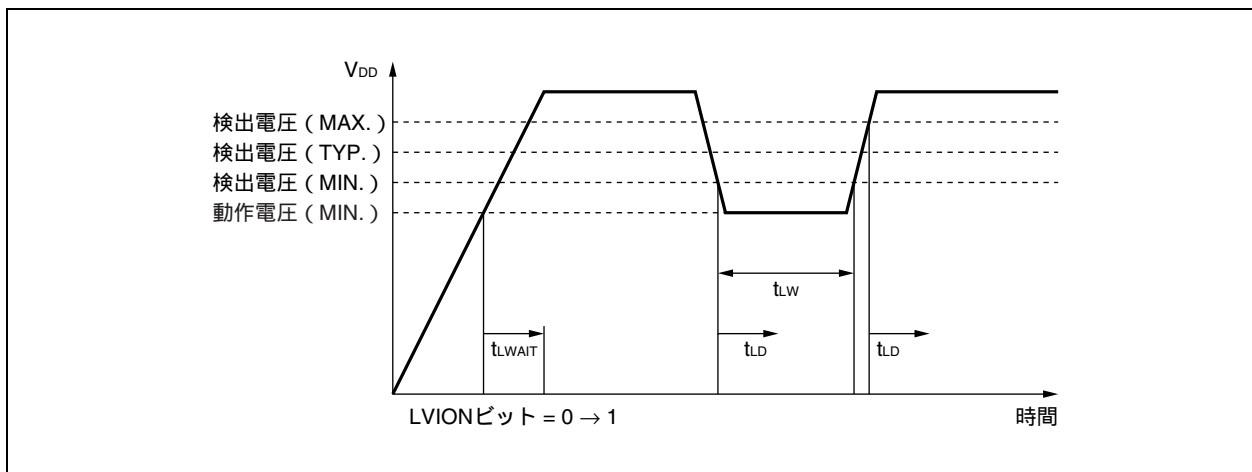 VDD
検出電圧（MAX.）
検出電圧（TYP.）
検出電圧（MIN.）
動作電圧（MIN.）
tLW
tLWAIT
tLD
tLD
LVIONビット = 0 → 1
時間